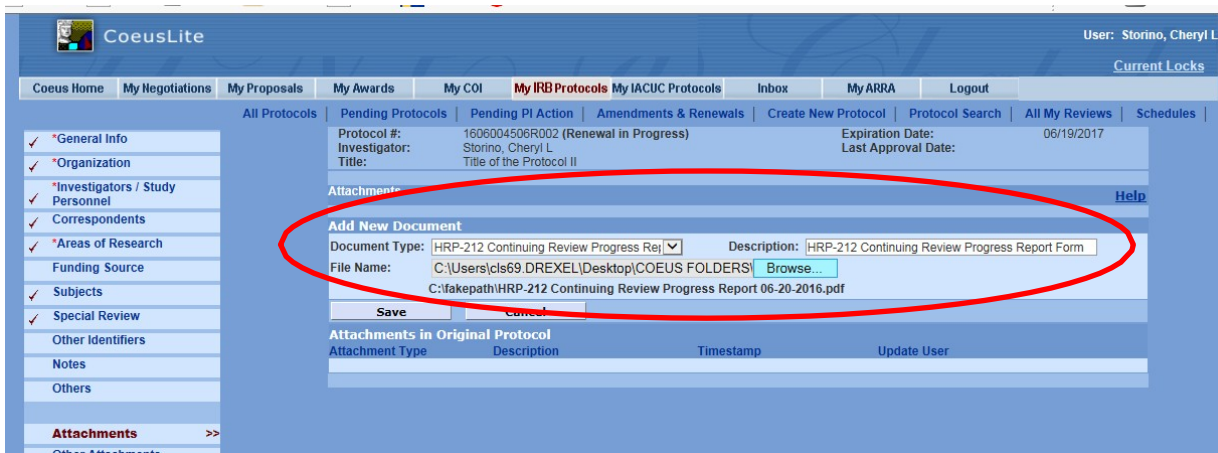 CoeusLite
User: Storino, Cheryl L
Current Locks
Coeus Home My Negotiations My Proposals My Awards My COI My IRB Protocols My IACUC Protocols Inbox My ARRA Logout
All Protocols | Pending Protocols | Pending PI Action | Amendments & Renewals | Create New Protocol | Protocol Search | All My Reviews | Schedules |
*General Info
*Organization
*Investigators / Study
Personnel
Correspondents
*Areas of Research
Funding Source
Subjects
Special Review
Other Identifiers
Notes
Others
Attachments >>
Other Attachments
Protocol #: 1606004506R002 (Renewal in Progress) Expiration Date: 06/19/2017
Investigator: Storino, Cheryl L Last Approval Date:
Title: Title of the Protocol II
Attachments
Help
Add New Document
Document Type: HRP-212 Continuing Review Progress Rep Description: HRP-212 Continuing Review Progress Report Form
File Name: C:\Users\cls69.DREXEL\Desktop\COEUS FOLDERS\ Browse...
C:\fakepath\HRP-212 Continuing Review Progress Report 06-20-2016.pdf
Save Cancel
Attachments in Original Protocol
Attachment Type Description Timestamp Update User